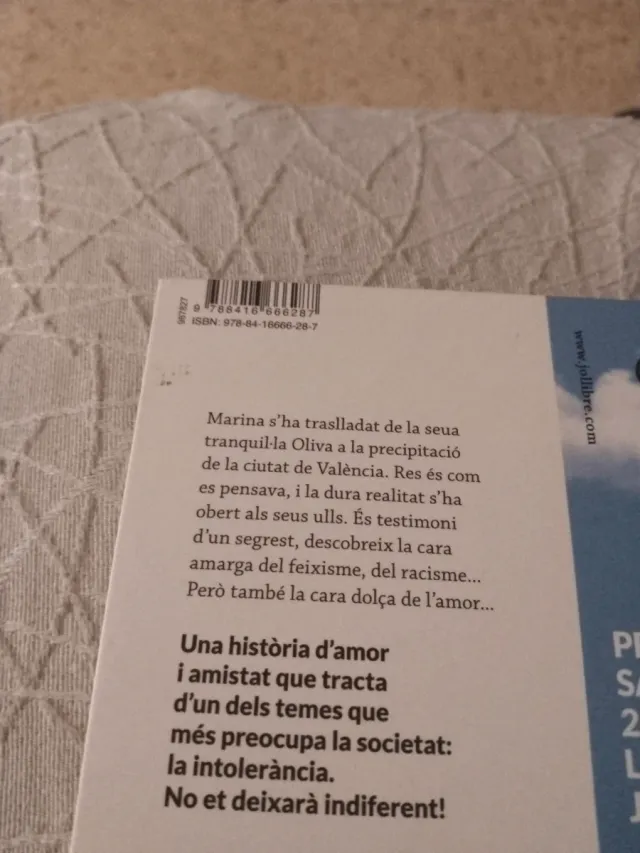 987827
9 788416 666287
ISBN: 978-84-16666-28-7
Marina s'ha traslladat de la seua
tranquil·la Oliva a la precipitació
de la ciutat de València. Res és com
es pensava, i la dura realitat s'ha
obert als seus ulls. És testimoni
d'un segrest, descobreix la cara
amarga del feixisme, del racisme...
Però també la cara dolça de l'amor...
Una història d'amor
i amistat que tracta
d'un dels temes que
més preocupa la societat:
la intolerància.
No et deixarà indiferent!
www.jollibre.com